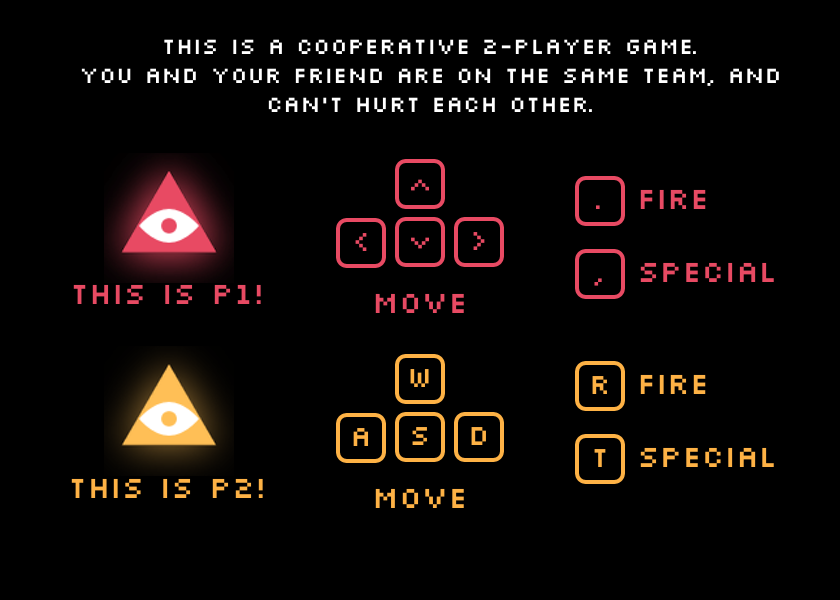 THIS IS A COOPERATIVE 2-PLAYER GAME.
YOU AND YOUR FRIEND ARE ON THE SAME TEAM, AND
CAN'T HURT EACH OTHER.
^
< v >
. FIRE
, SPECIAL
THIS IS P1!
MOVE
W
A S D
R FIRE
T SPECIAL
THIS IS P2!
MOVE